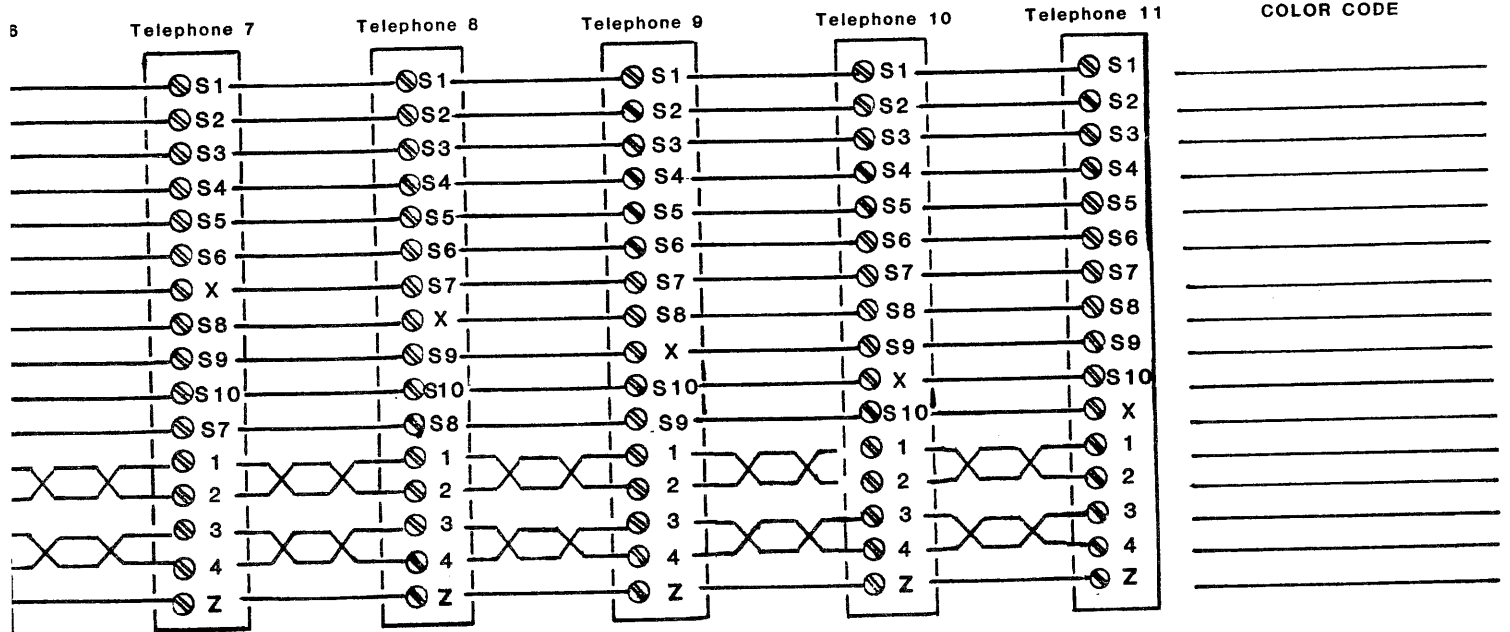 6 Telephone 7 Telephone 8 Telephone 9 Telephone 10 Telephone 11 COLOR CODE
S1 S1 S1 S1 S1
S2 S2 S2 S2 S2
S3 S3 S3 S3 S3
S4 S4 S4 S4 S4
S5 S5 S5 S5 S5
S6 S6 S6 S6 S6
X S7 S7 S7 S7
S8 X S8 S8 S8
S9 S9 X S9 S9
S10 S10 S10 X S10
S7 S8 S9 S10 X
1 1 1 1 1
2 2 2 2 2
3 3 3 3 3
4 4 4 4 4
Z Z Z Z Z